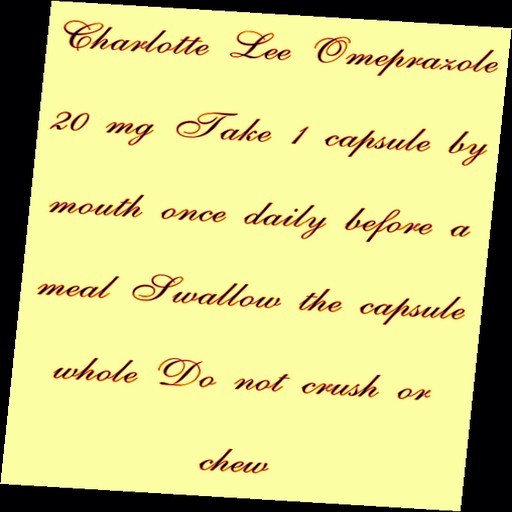 Charlotte Lee Omeprazole
20 mg Take 1 capsule by
mouth once daily before a
meal Swallow the capsule
whole Do not crush or
chew